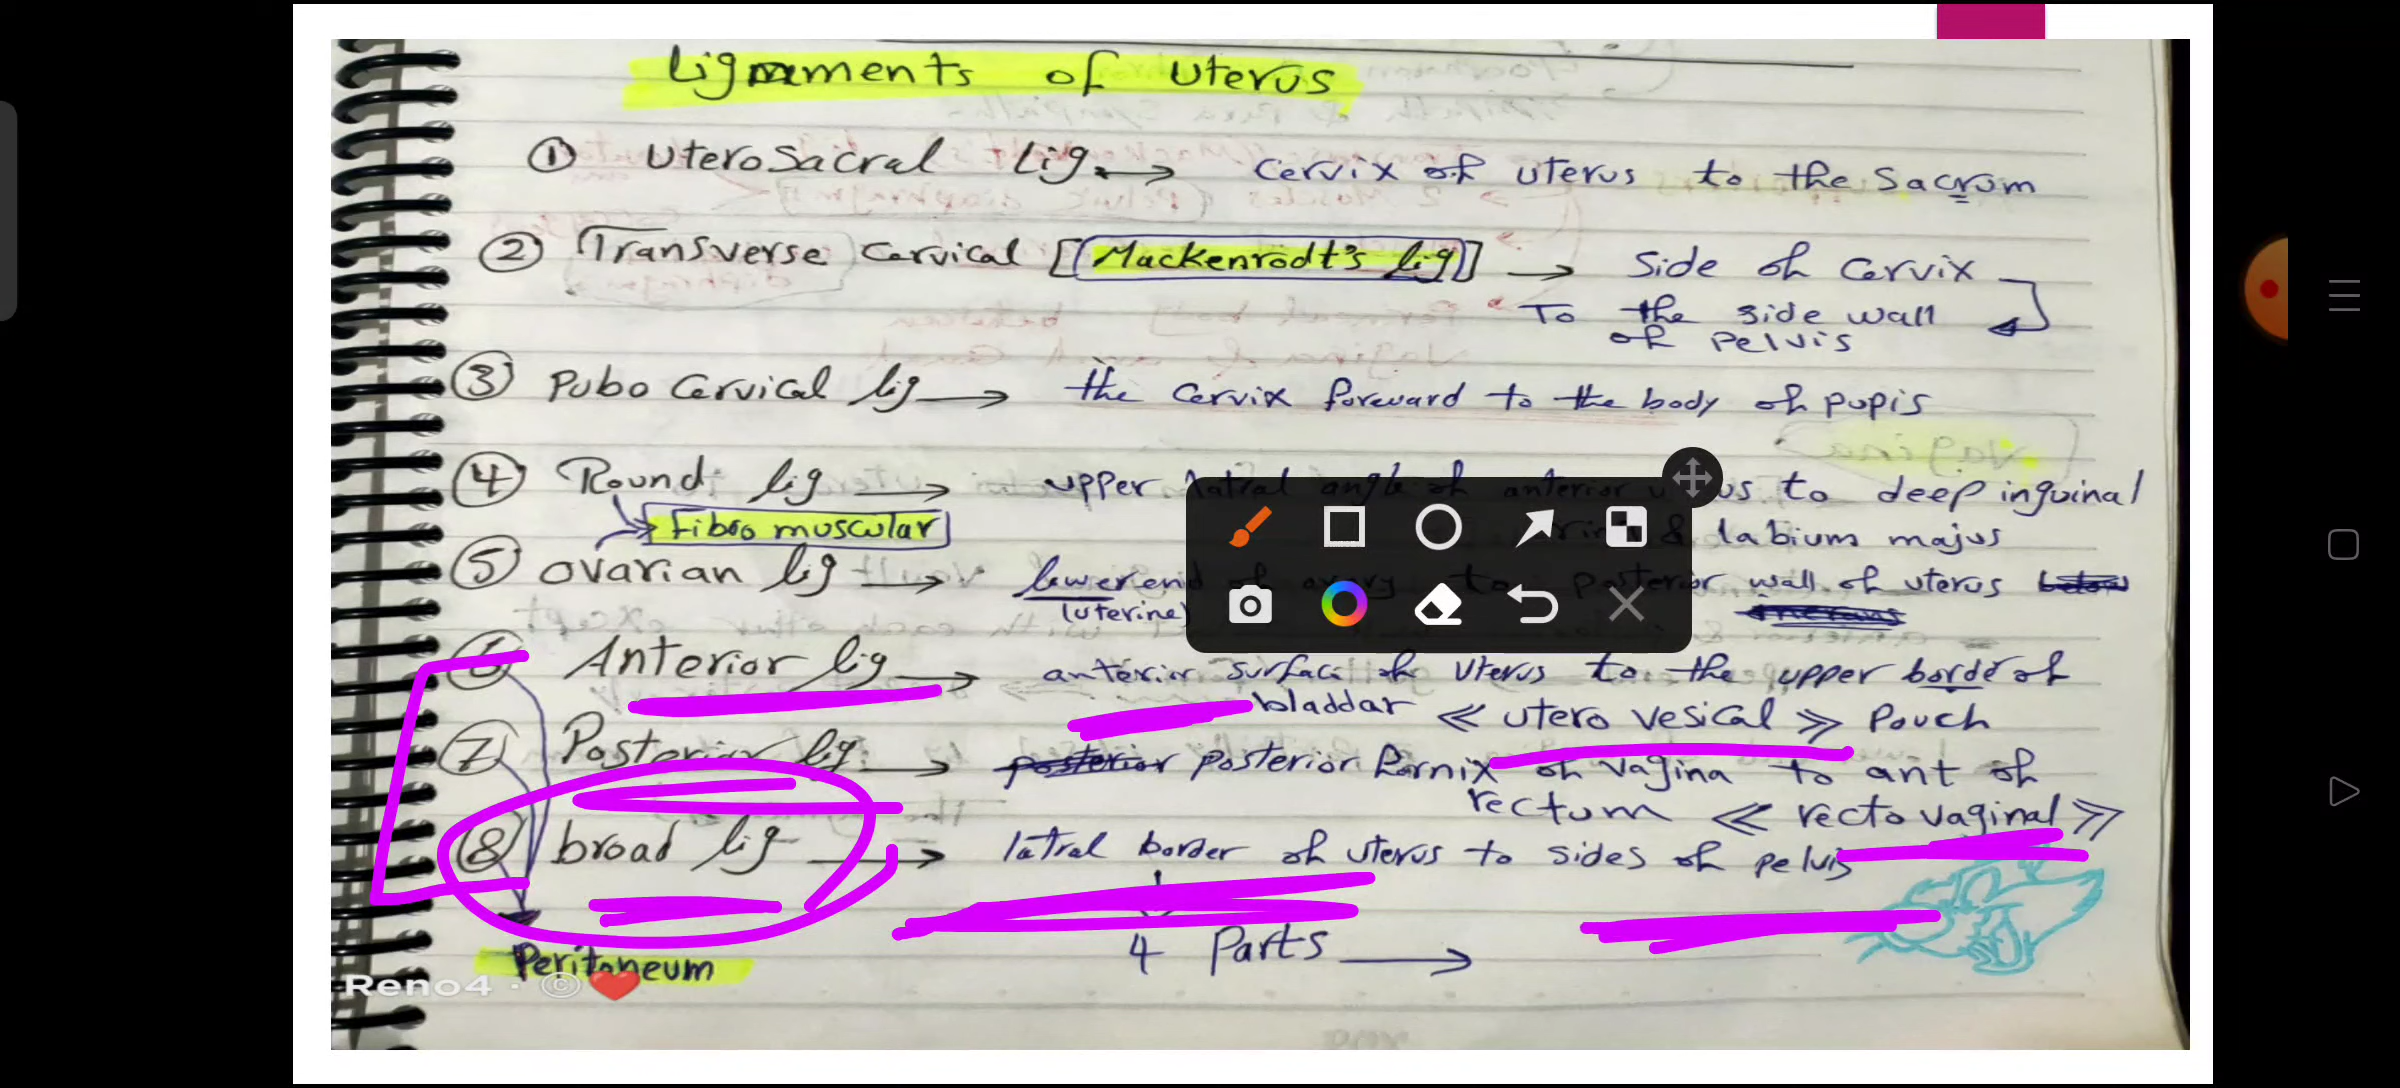 Ligaments of Uterus
① Uterosacral Lig. → Cervix of uterus to the Sacrum
② Transverse Cervical [(Mackenrodt's lig)] → Side of Cervix
To the side wall
of pelvis
③ Pubo Cervical lig → the Cervix forward to the body of pupis
④ Round lig → upper latral angle of anterior us to deep inguinal
→ Fibro muscular
& labium majus
⑤ ovarian lig → lower end of ovary to posterior wall of uterus
(uterine)
⑥ Anterior lig → anterior surface of uterus to the upper border of
bladdar << utero vesical >> Pouch
⑦ Posterior lig → posterior Fornix of vagina to ant of
rectum << recto vaginal >>
⑧ broad lig → latral border of uterus to sides of pelvis
4 Parts →
Peritoneum
Reno4 · ©